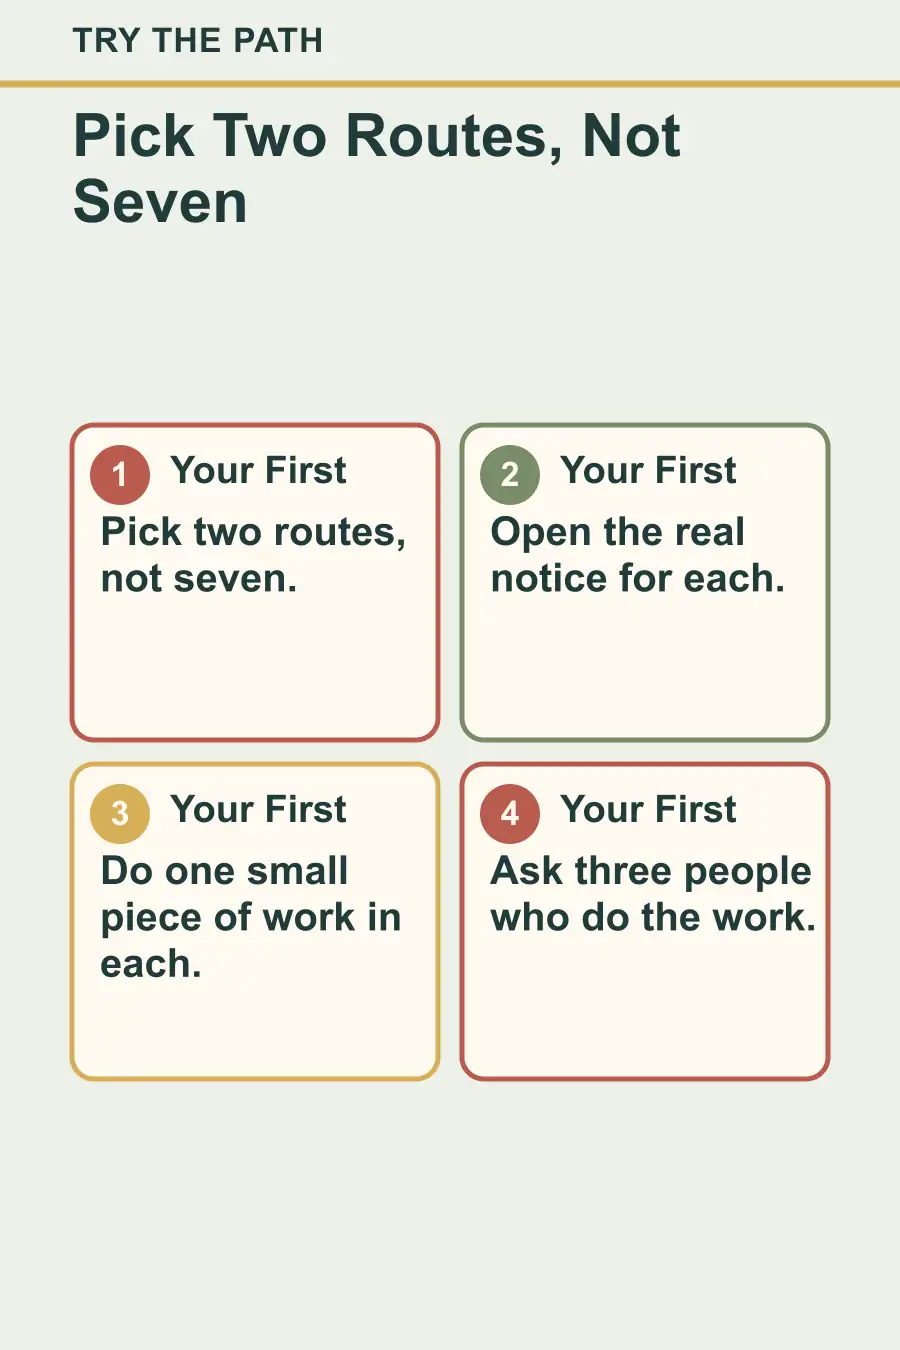 TRY THE PATH
Pick Two Routes, Not
Seven
1 Your First
Pick two routes,
not seven.
2 Your First
Open the real
notice for each.
3 Your First
Do one small
piece of work in
each.
4 Your First
Ask three people
who do the work.